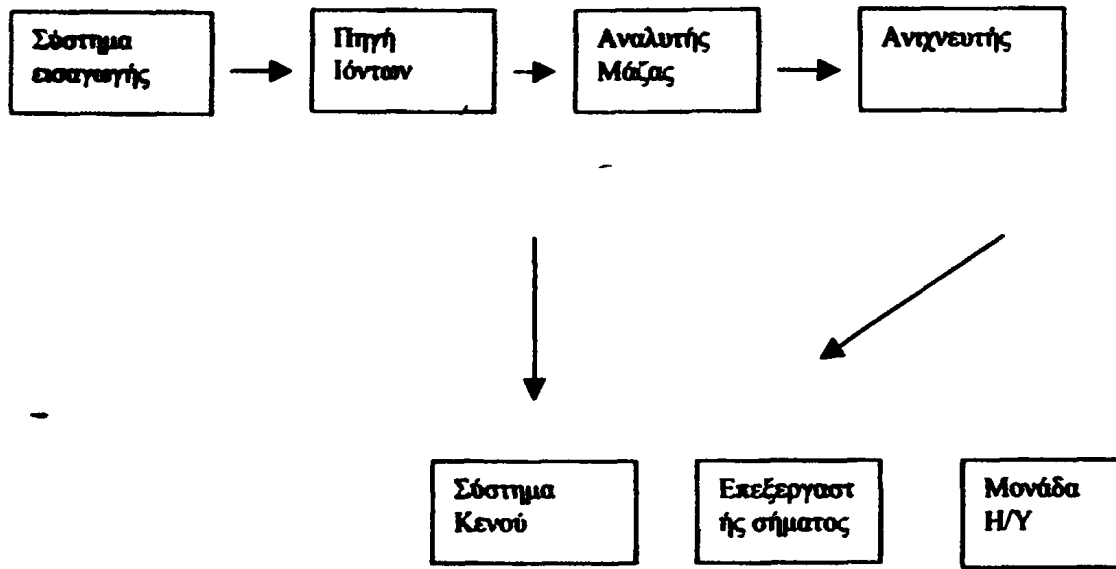 Σύστημα
εισαγωγής
Πηγή
Ιόντων
Αναλυτής
Μάζας
Ανιχνευτής
Σύστημα
Κενού
Επεξεργαστ
ής σήματος
Μονάδα
Η/Υ